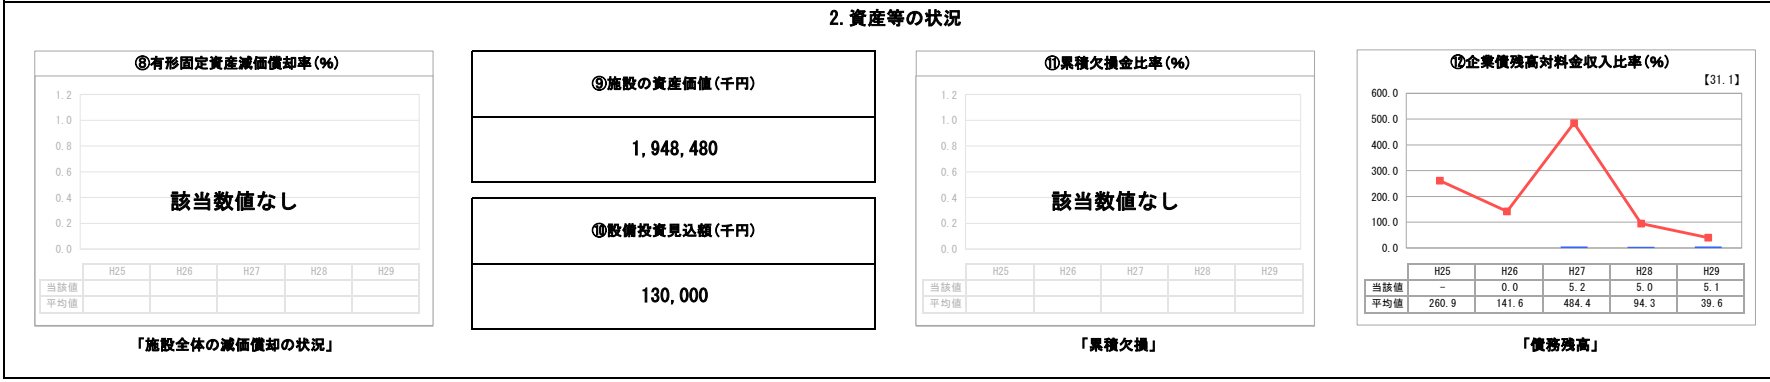 2.資産等の状況
⑧有形固定資産減価償却率(%)
1.2
1.0
0.8
0.6
0.4
0.2
0.0
該当数値なし
H25 H26 H27 H28 H29
当該値
平均値
「施設全体の減価償却の状況」
⑨施設の資産価値(千円)
1,948,480
⑩設備投資見込額(千円)
130,000
⑪累積欠損金比率(%)
1.2
1.0
0.8
0.6
0.4
0.2
0.0
該当数値なし
H25 H26 H27 H28 H29
当該値
平均値
「累積欠損」
⑫企業債残高対料金収入比率(%)
【31.1】
600.0
500.0
400.0
300.0
200.0
100.0
0.0
H25 H26 H27 H28 H29
当該値 - 0.0 5.2 5.0 5.1
平均値 260.9 141.6 484.4 94.3 39.6
「債務残高」